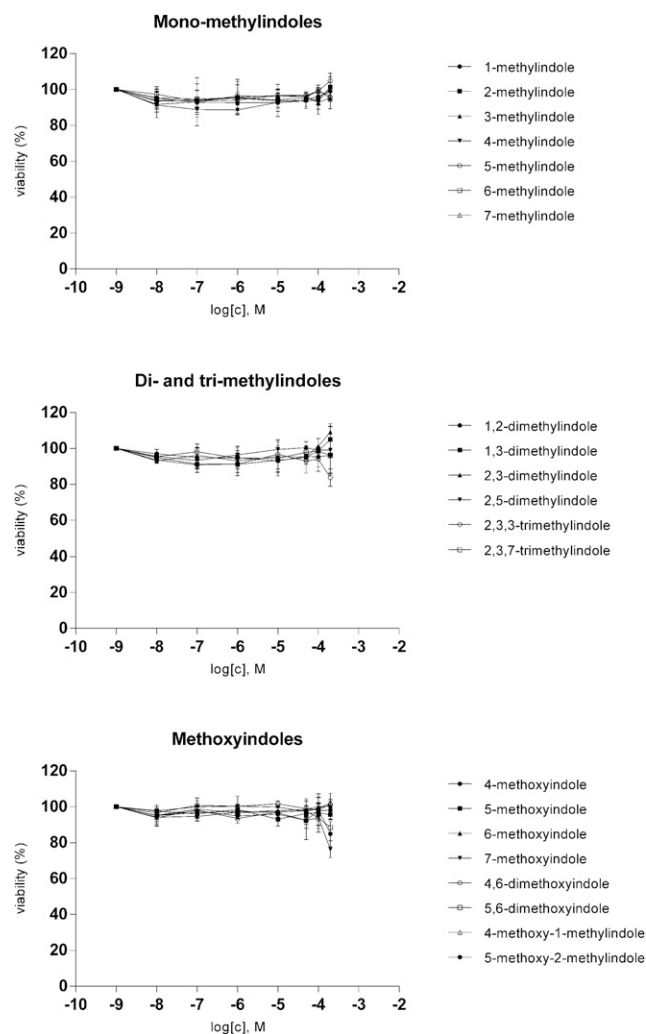 Mono-methylindoles
120
100
80
60
40
20
0
viability (%)
-10 -9 -8 -7 -6 -5 -4 -3 -2
log[c], M
1-methylindole
2-methylindole
3-methylindole
4-methylindole
5-methylindole
6-methylindole
7-methylindole
Di- and tri-methylindoles
120
100
80
60
40
20
0
viability (%)
-10 -9 -8 -7 -6 -5 -4 -3 -2
log[c], M
1,2-dimethylindole
1,3-dimethylindole
2,3-dimethylindole
2,5-dimethylindole
2,3,3-trimethylindole
2,3,7-trimethylindole
Methoxyindoles
120
100
80
60
40
20
0
viability (%)
-10 -9 -8 -7 -6 -5 -4 -3 -2
log[c], M
4-methoxyindole
5-methoxyindole
6-methoxyindole
7-methoxyindole
4,6-dimethoxyindole
5,6-dimethoxyindole
4-methoxy-1-methylindole
5-methoxy-2-methylindole